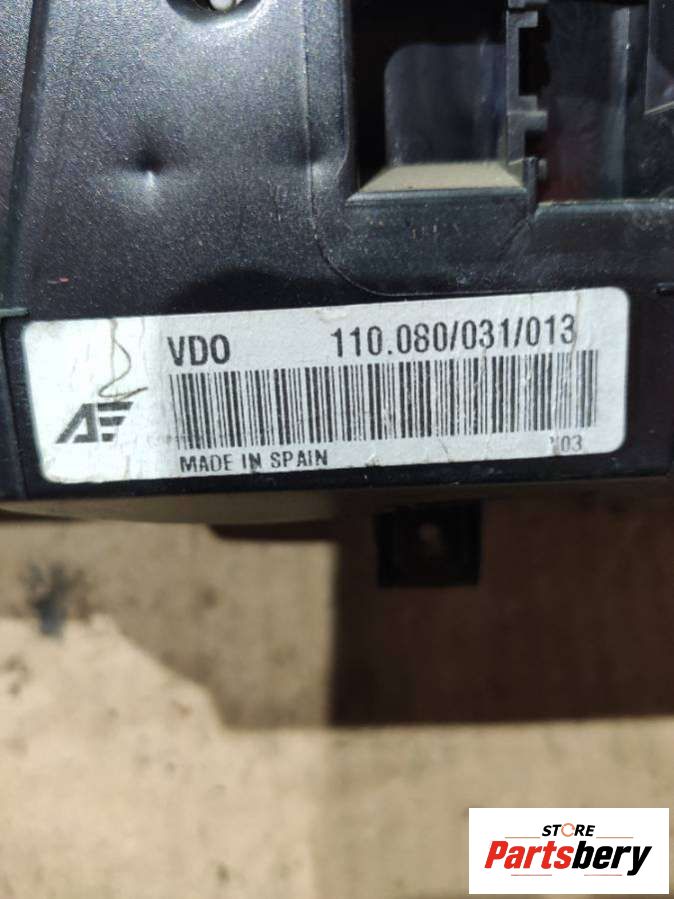 VDO 110.080/031/013
MADE IN SPAIN
STORE
Partsbery